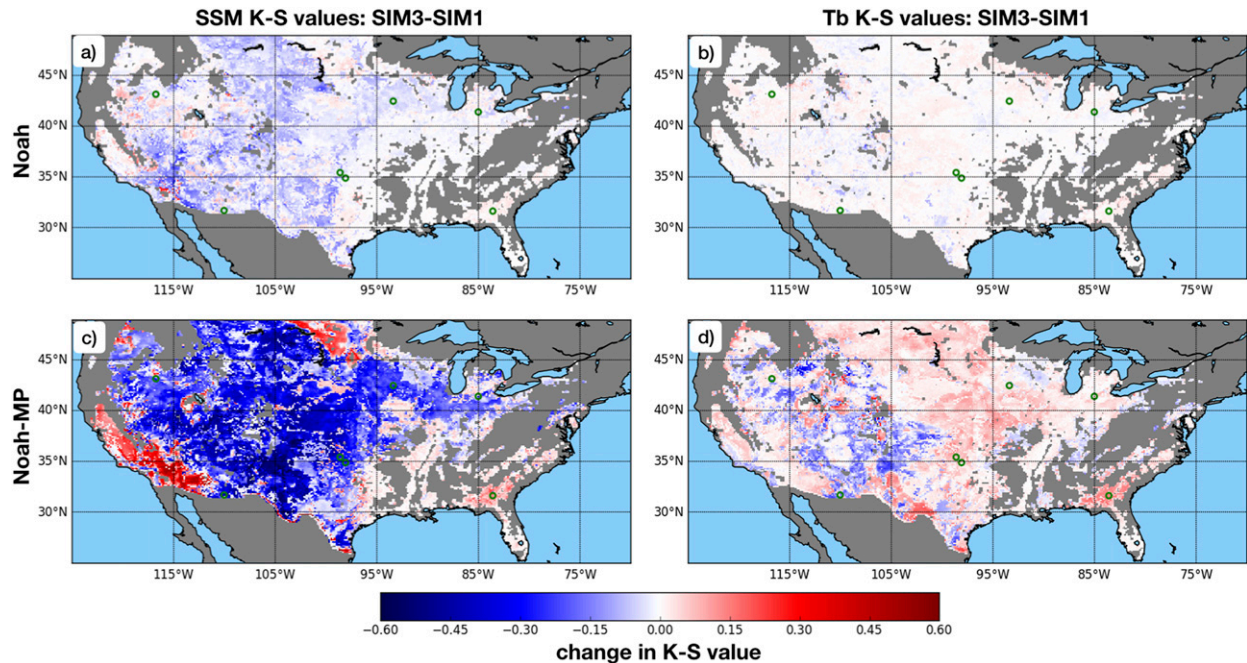 SSM K-S values: SIM3-SIM1
Tb K-S values: SIM3-SIM1
Noah
a)
45°N
40°N
35°N
30°N
115°W 105°W 95°W 85°W 75°W
b)
45°N
40°N
35°N
30°N
115°W 105°W 95°W 85°W 75°W
Noah-MP
c)
45°N
40°N
35°N
30°N
115°W 105°W 95°W 85°W 75°W
d)
45°N
40°N
35°N
30°N
115°W 105°W 95°W 85°W 75°W
−0.60 −0.45 −0.30 −0.15 0.00 0.15 0.30 0.45 0.60
change in K-S value